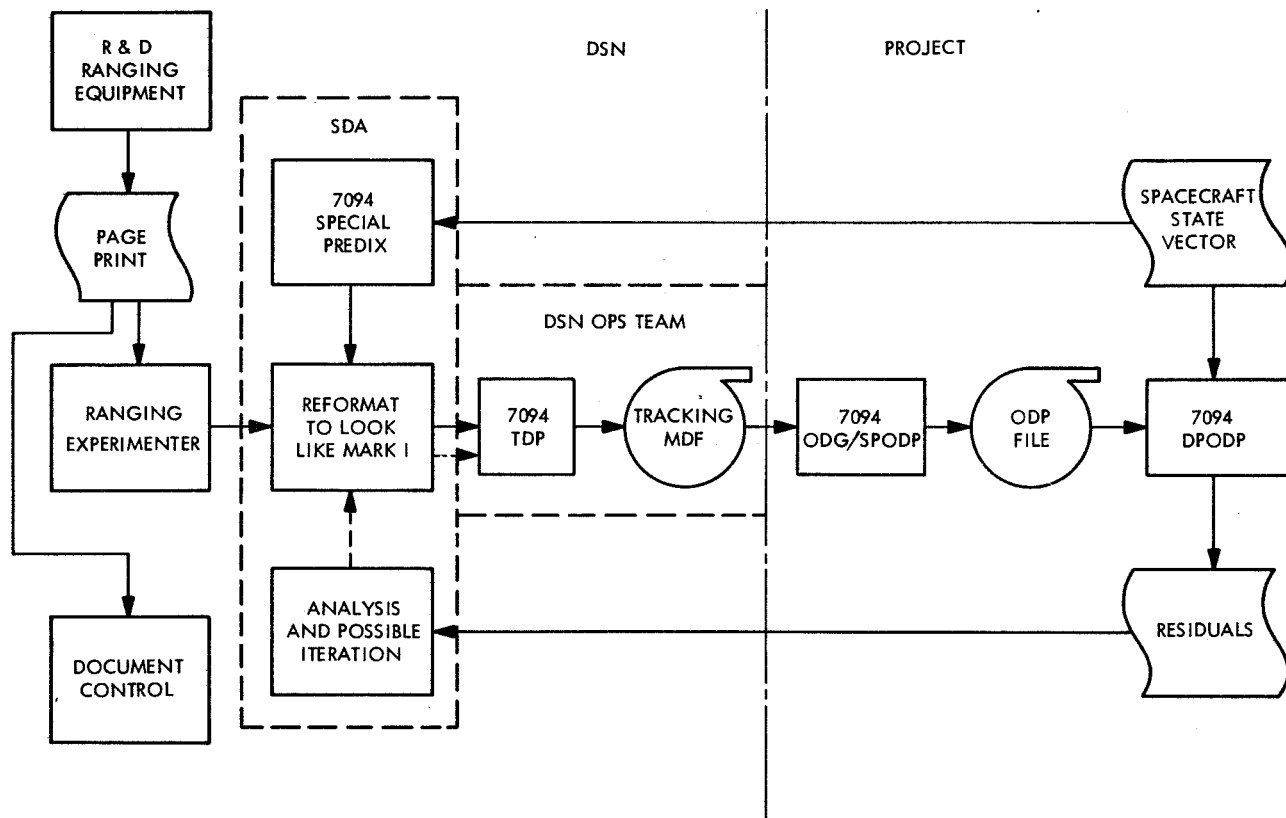 R & D
RANGING
EQUIPMENT
DSN
PROJECT
SDA
PAGE
PRINT
7094
SPECIAL
PREDIX
SPACECRAFT
STATE
VECTOR
DSN OPS TEAM
RANGING
EXPERIMENTER
REFORMAT
TO LOOK
LIKE MARK I
7094
TDP
TRACKING
MDF
7094
ODG/SPODP
ODP
FILE
7094
DPODP
DOCUMENT
CONTROL
ANALYSIS
AND POSSIBLE
ITERATION
RESIDUALS